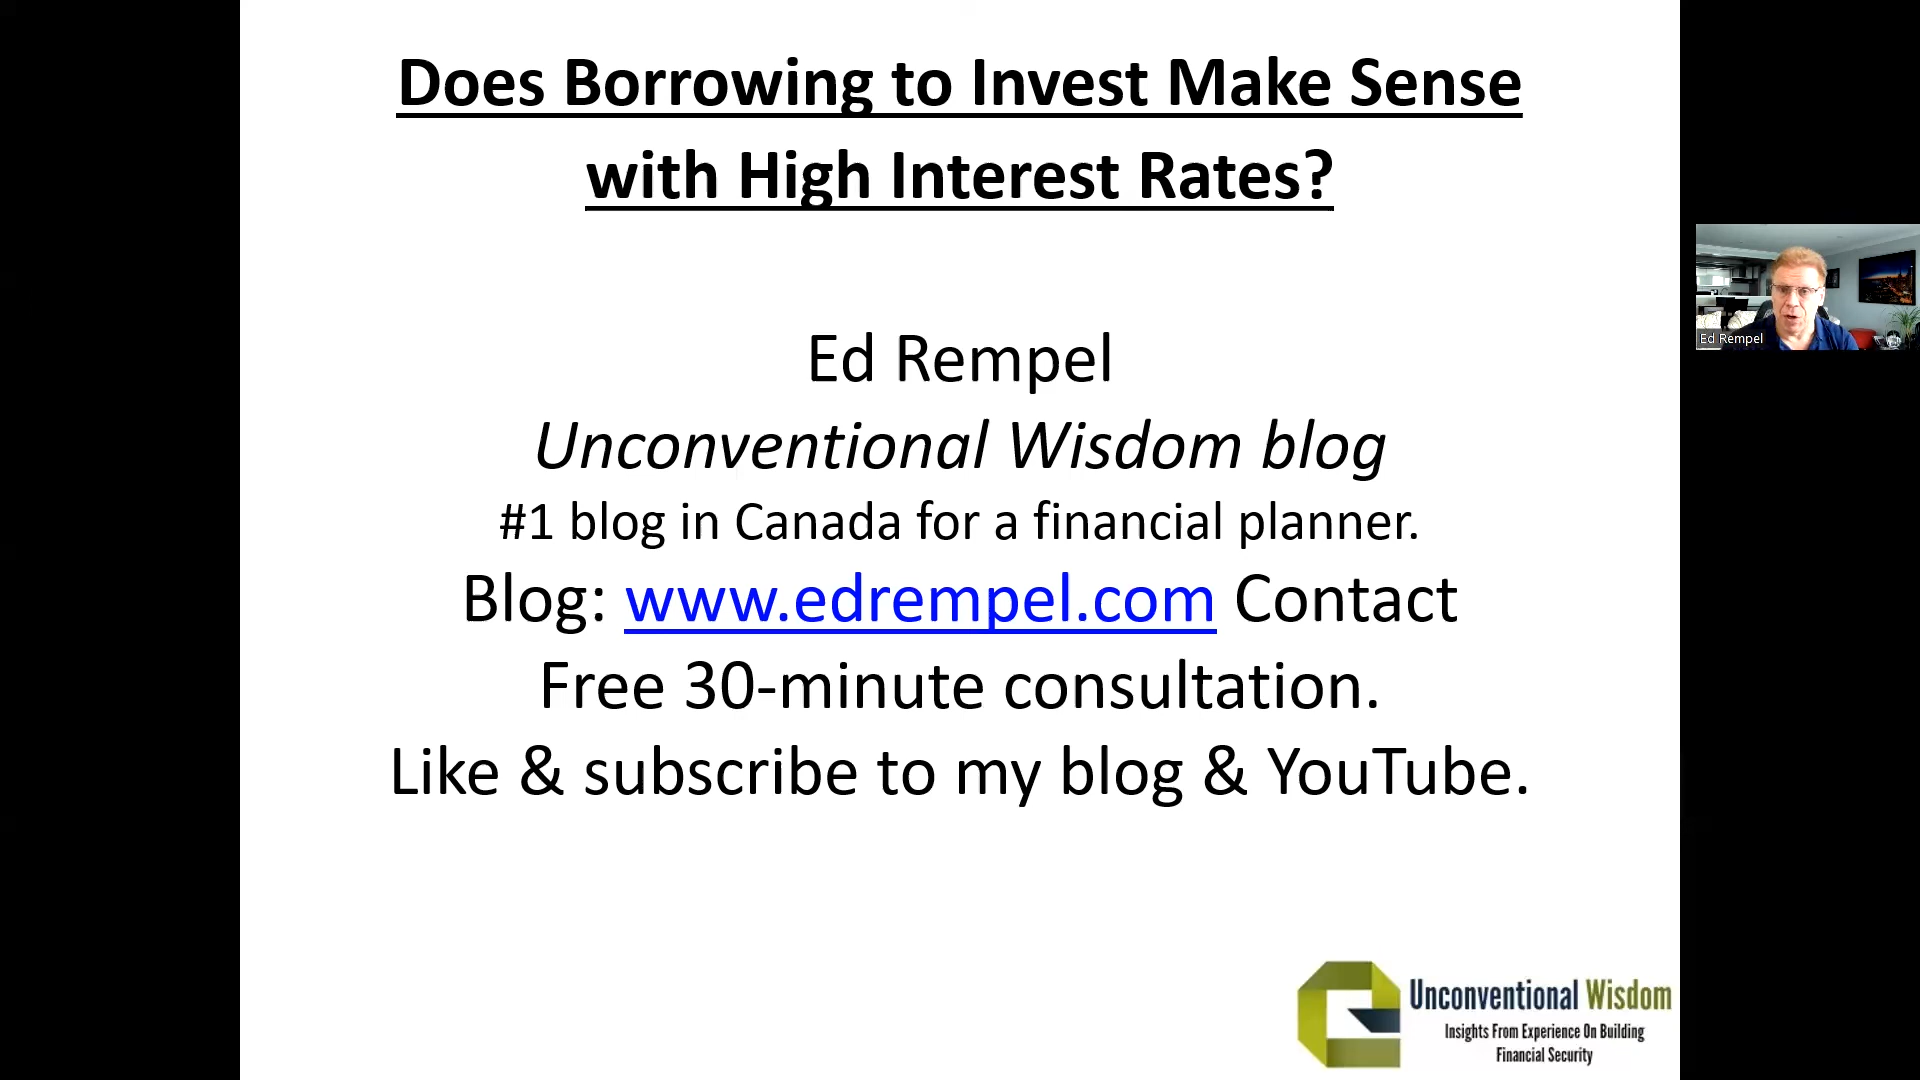 Does Borrowing to Invest Make Sense
with High Interest Rates?
Ed Rempel
Unconventional Wisdom blog
#1 blog in Canada for a financial planner.
Blog: www.edrempel.com Contact
Free 30-minute consultation.
Like & subscribe to my blog & YouTube.
Ed Rempel
Unconventional Wisdom
Insights From Experience On Building
Financial Security